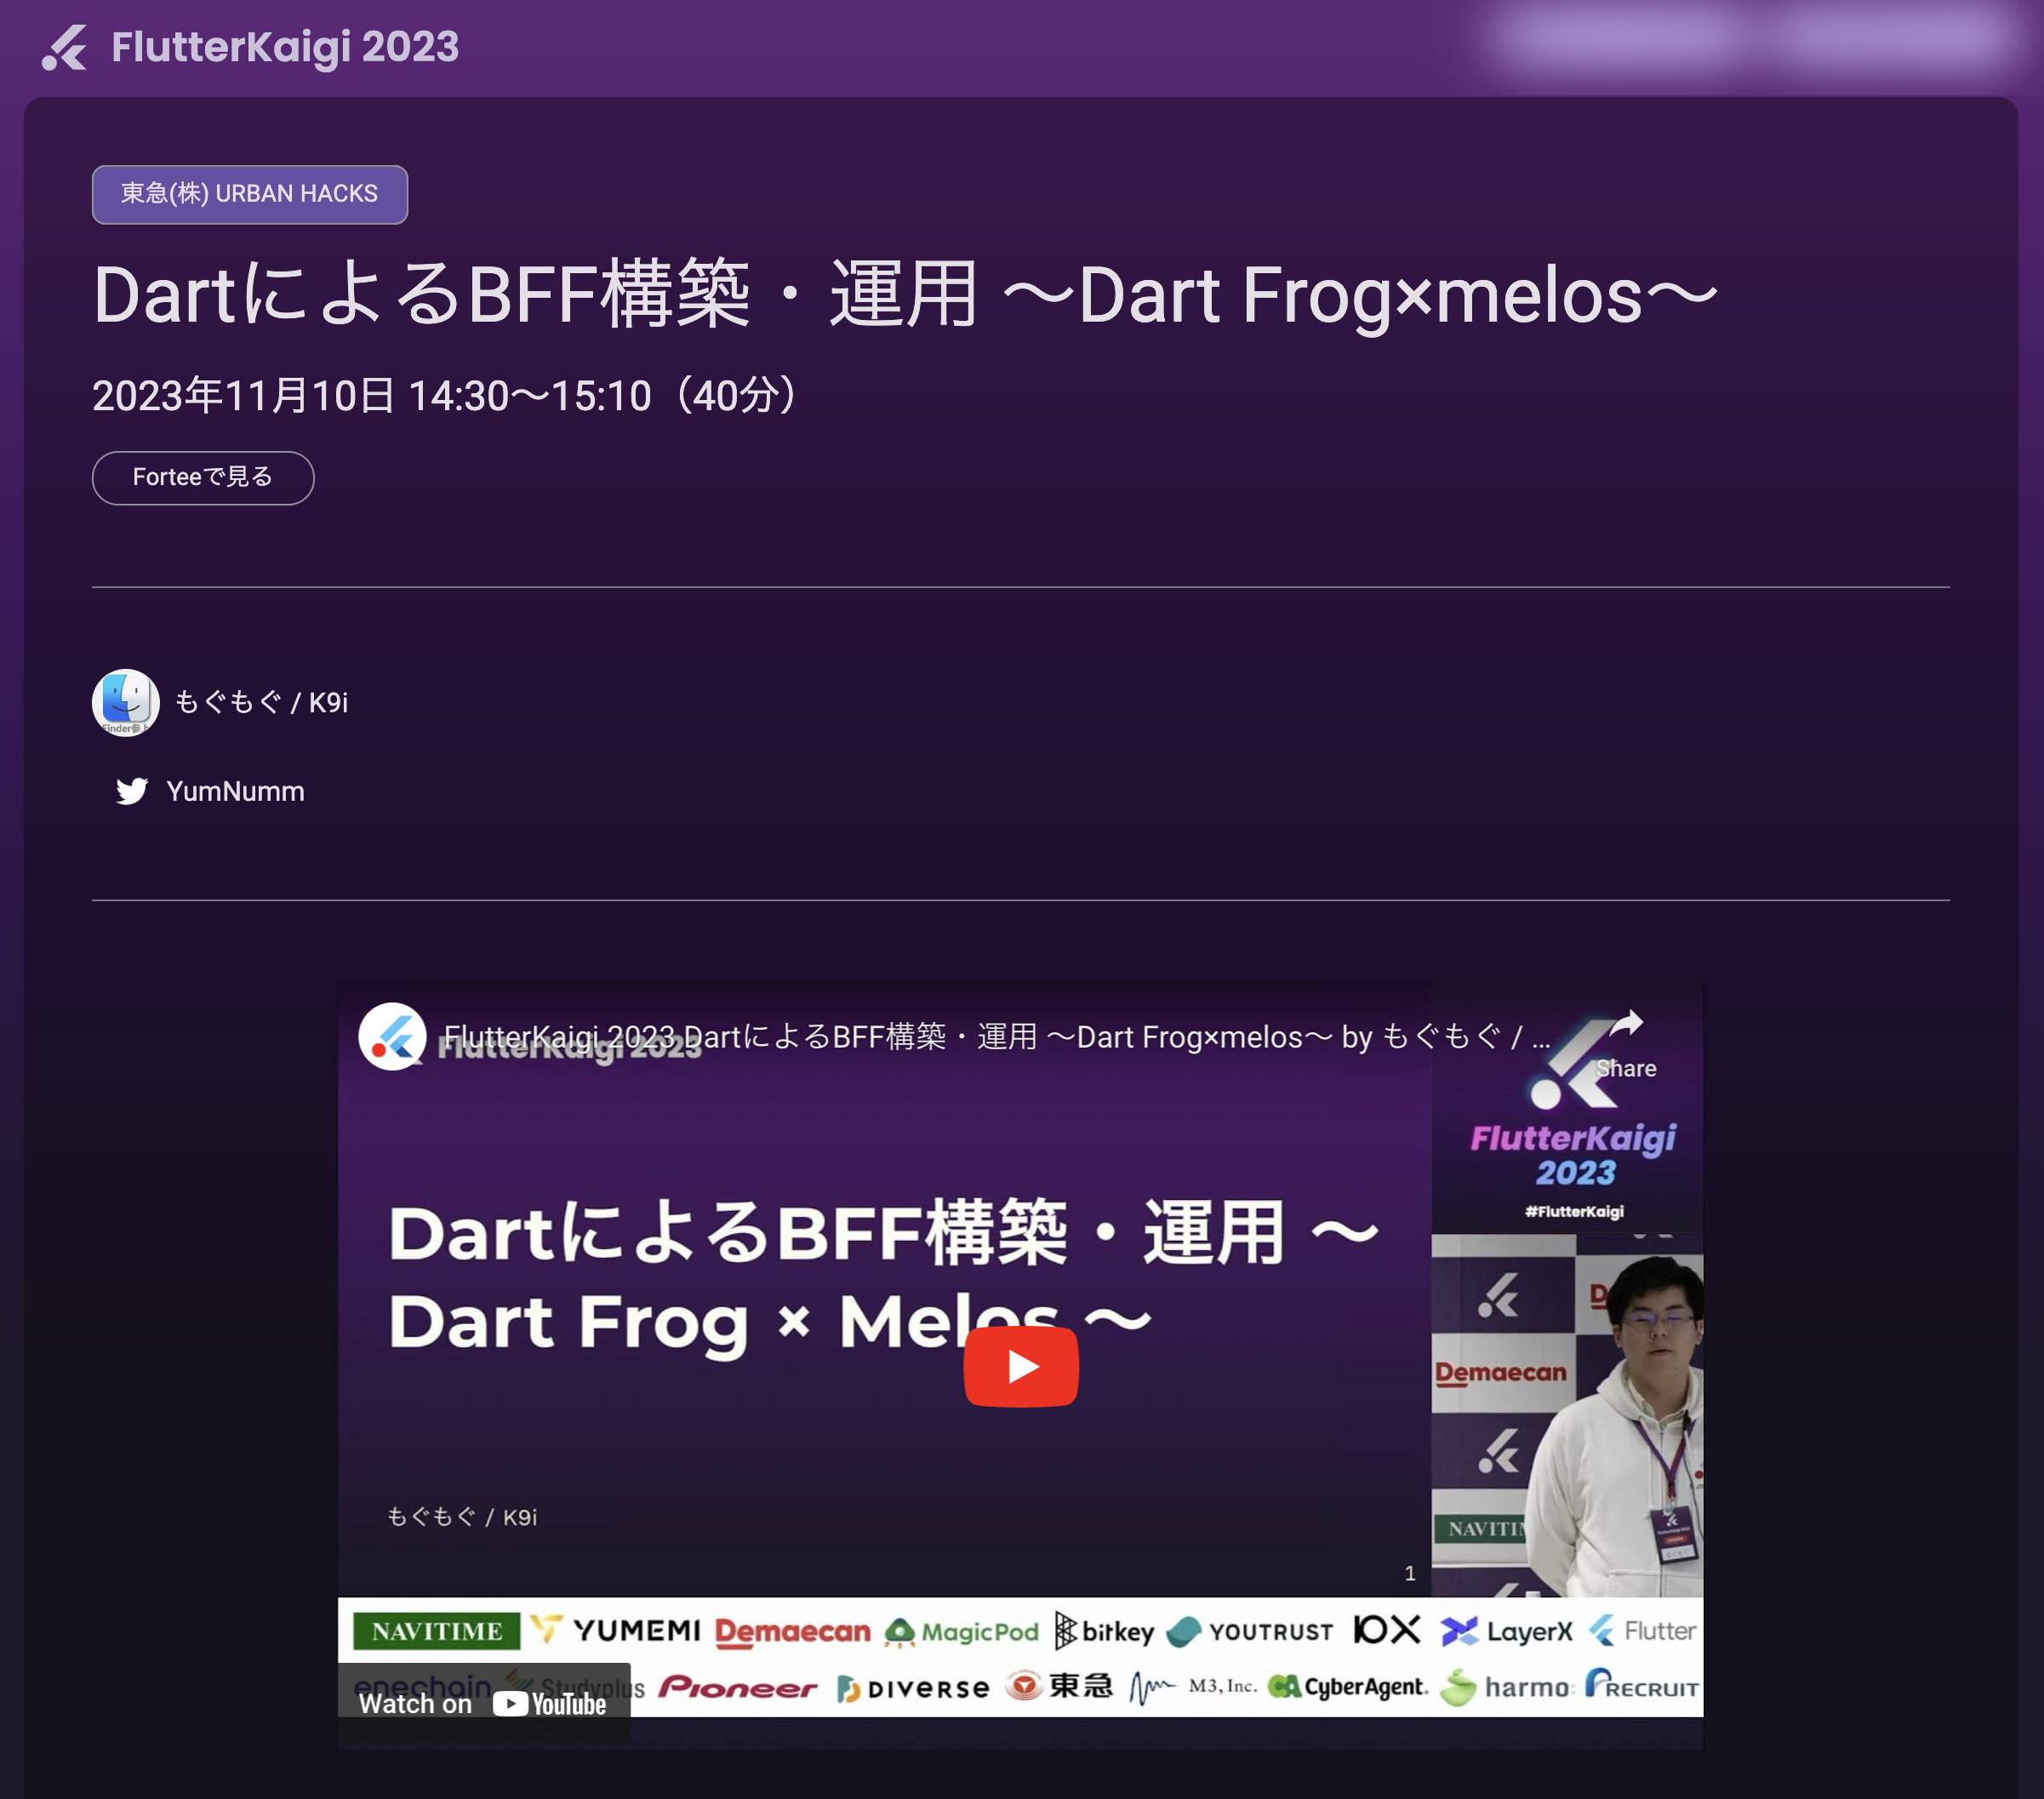 FlutterKaigi 2023
東急(株) URBAN HACKS
DartによるBFF構築・運用 〜Dart Frog×melos〜
2023年11月10日 14:30〜15:10（40分）
Forteeで見る
もぐもぐ / K9i
YumNumm
FlutterKaigi 2023 DartによるBFF構築・運用 〜Dart Frog×melos〜 by もぐもぐ / ...
FlutterKaigi 2023
Share
FlutterKaigi
2023
#FlutterKaigi
DartによるBFF構築・運用 〜
Dart Frog × Melos 〜
Demaecan
もぐもぐ / K9i
NAVITIM
1
NAVITIME YUMEMI Demaecan MagicPod bitkey YOUTRUST 10X LayerX Flutter
enechain Studyplus Pioneer DIVERSE 東急 M3, Inc. CyberAgent. harmo RECRUIT
Watch on YouTube